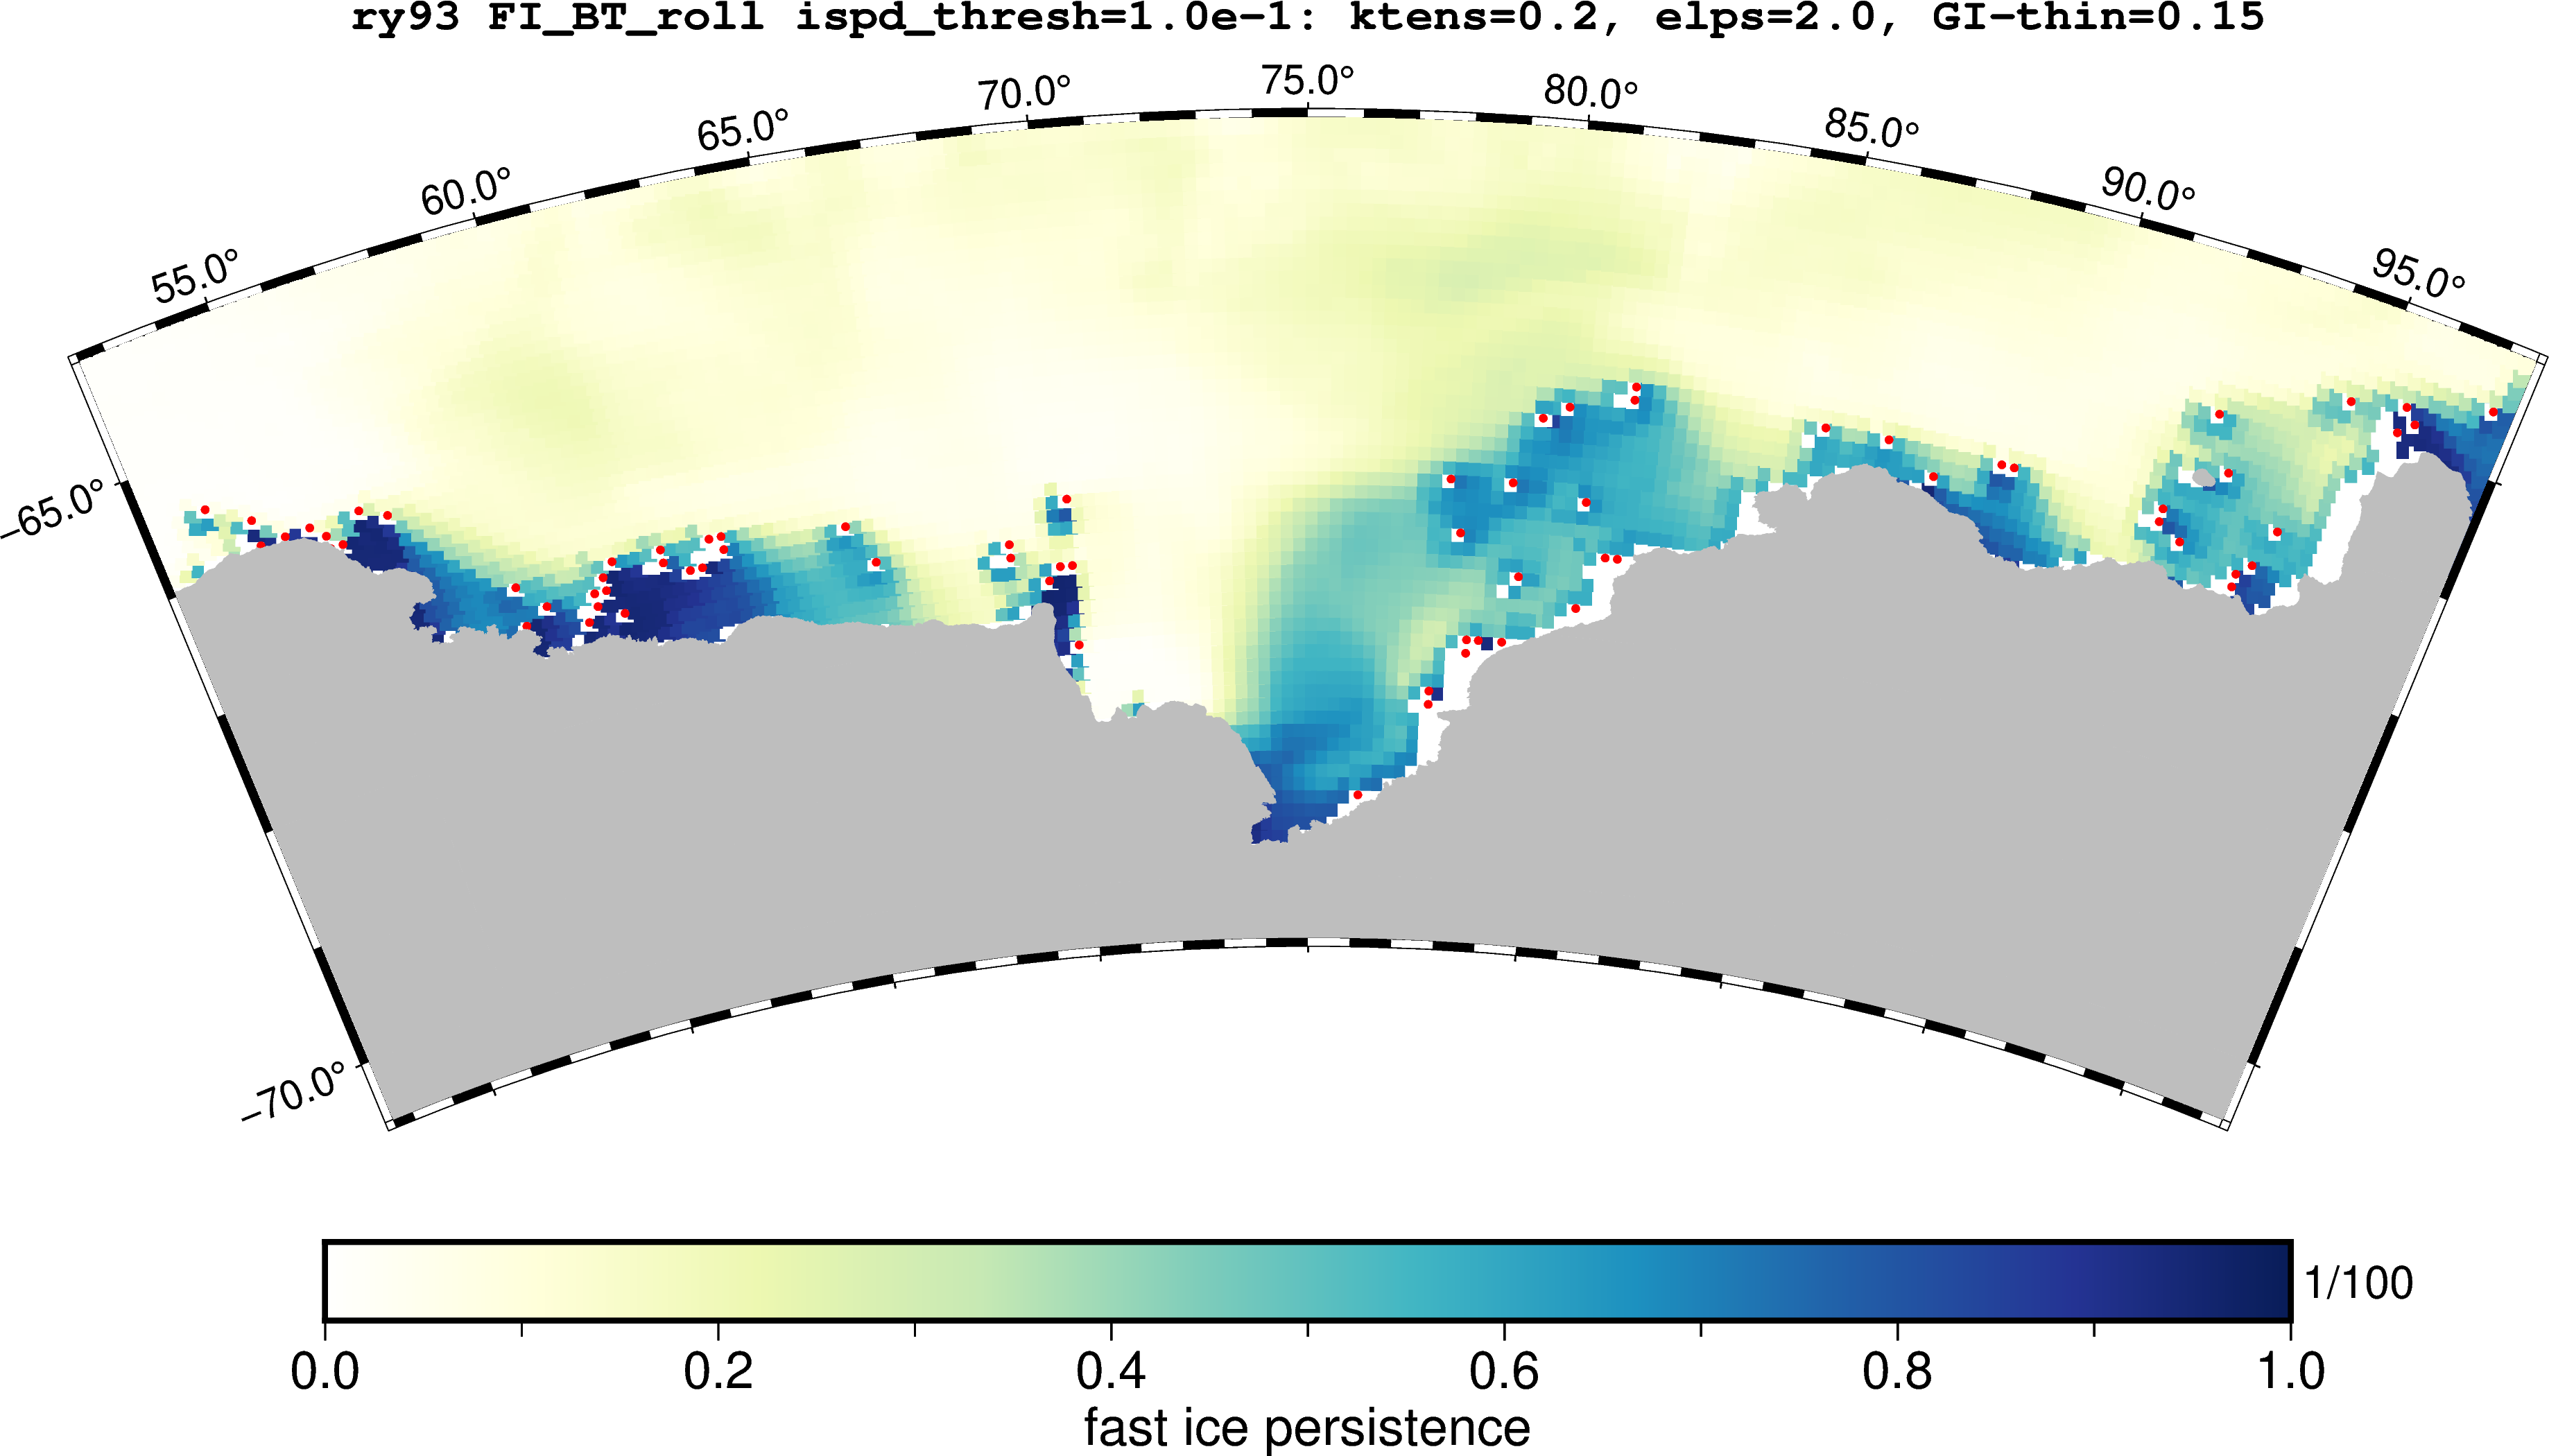 ry93 FI_BT_roll ispd_thresh=1.0e−1: ktens=0.2, elps=2.0, GI−thin=0.15
55.0° 60.0° 65.0° 70.0° 75.0° 80.0° 85.0° 90.0° 95.0°
−65.0°
−70.0°
1/100
0.0 0.2 0.4 0.6 0.8 1.0
fast ice persistence